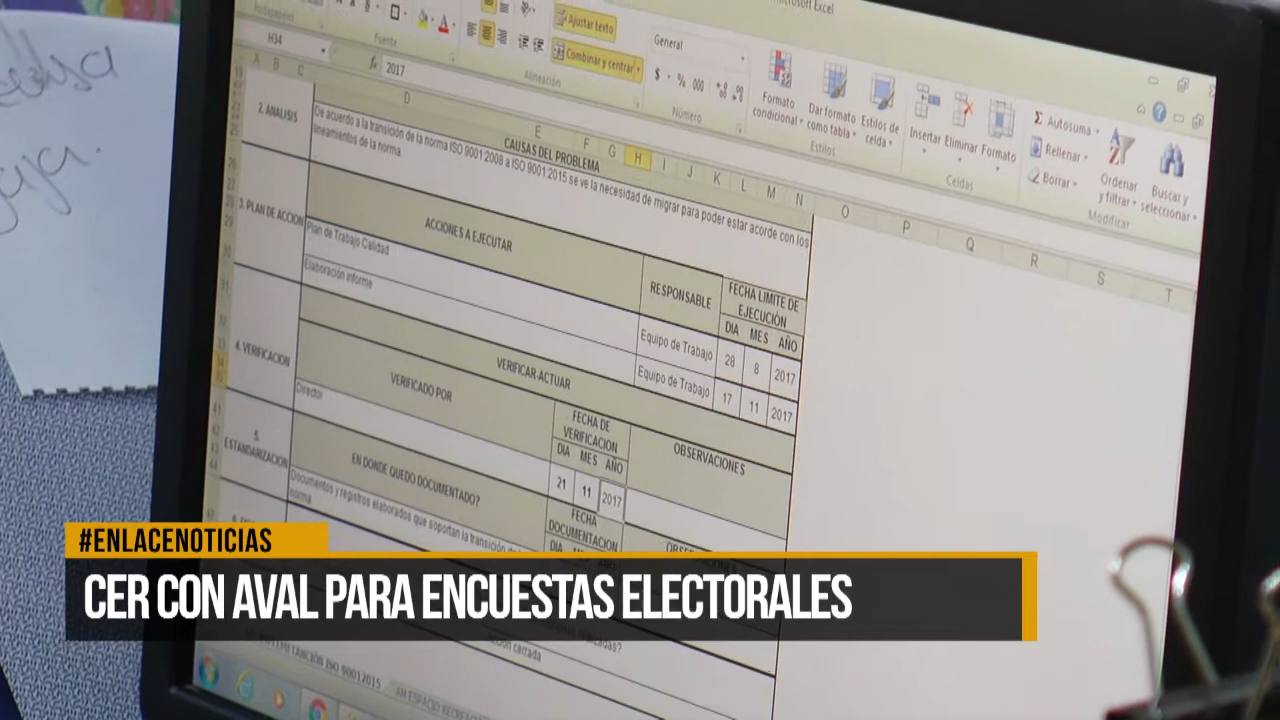 Microsoft Excel
Ajustar texto
General
Combinar y centrar
Fuente
Alineación
$ % 000
Número
Formato condicional
Dar formato como tabla
Estilos de celda
Estilos
Insertar Eliminar Formato
Celdas
Σ Autosuma
Rellenar
Borrar
Ordenar y filtrar
Buscar y seleccionar
Modificar
H34
fx 2017
A B C D E F G H I J K L M N O P Q R S T
2. ANALISIS
CAUSAS DEL PROBLEMA
De acuerdo a la transición de la norma ISO 9001:2008 a ISO 9001:2015 se ve la necesidad de migrar para poder estar acorde con los
lineamientos de la norma
3. PLAN DE ACCION
ACCIONES A EJECUTAR
RESPONSABLE
FECHA LIMITE DE
EJECUCIÓN
DIA MES AÑO
Plan de Trabajo Calidad
Equipo de Trabajo 28 8 2017
Elaboración informe
Equipo de Trabajo 17 11 2017
4. VERIFICACION
VERIFICAR-ACTUAR
VERIFICADO POR
FECHA DE
VERIFICACION
DIA MES AÑO
OBSERVACIONES
Director
21 11 2017
5.
ESTANDARIZACION
EN DONDE QUEDO DOCUMENTADO?
FECHA
DOCUMENTACION
Documentos y registros elaborados que soportan la transición de
norma
#ENLACENOTICIAS
CER CON AVAL PARA ENCUESTAS ELECTORALES
Acción cerrada
ISO 90012015